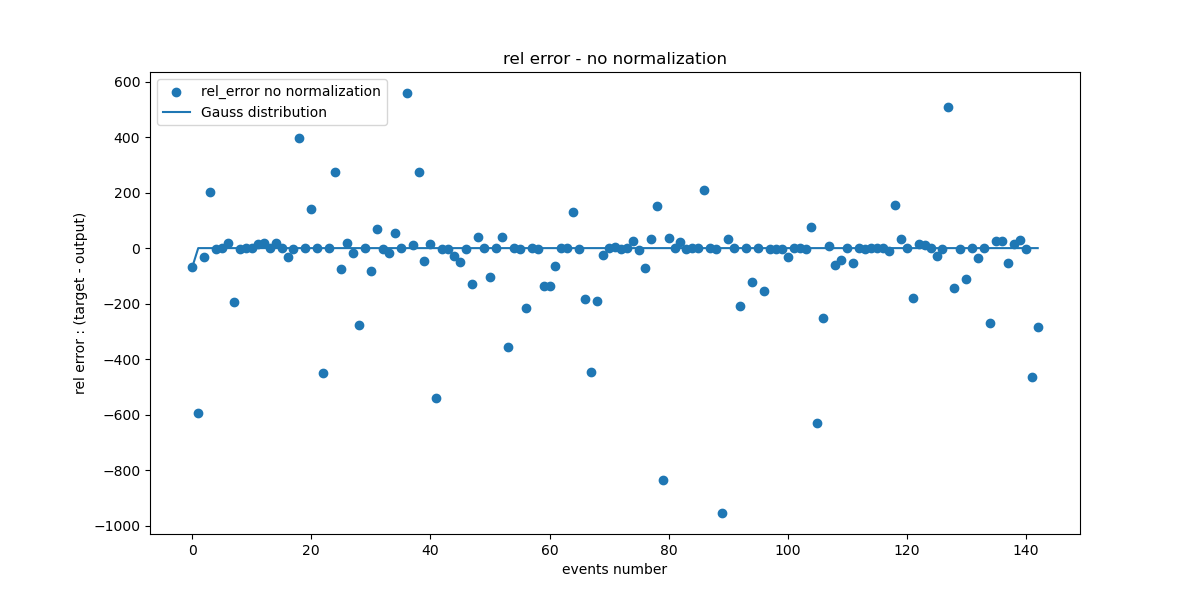 rel error - no normalization
rel_error no normalization
Gauss distribution
600
400
200
0
−200
−400
−600
−800
−1000
rel error : (target - output)
0 20 40 60 80 100 120 140
events number